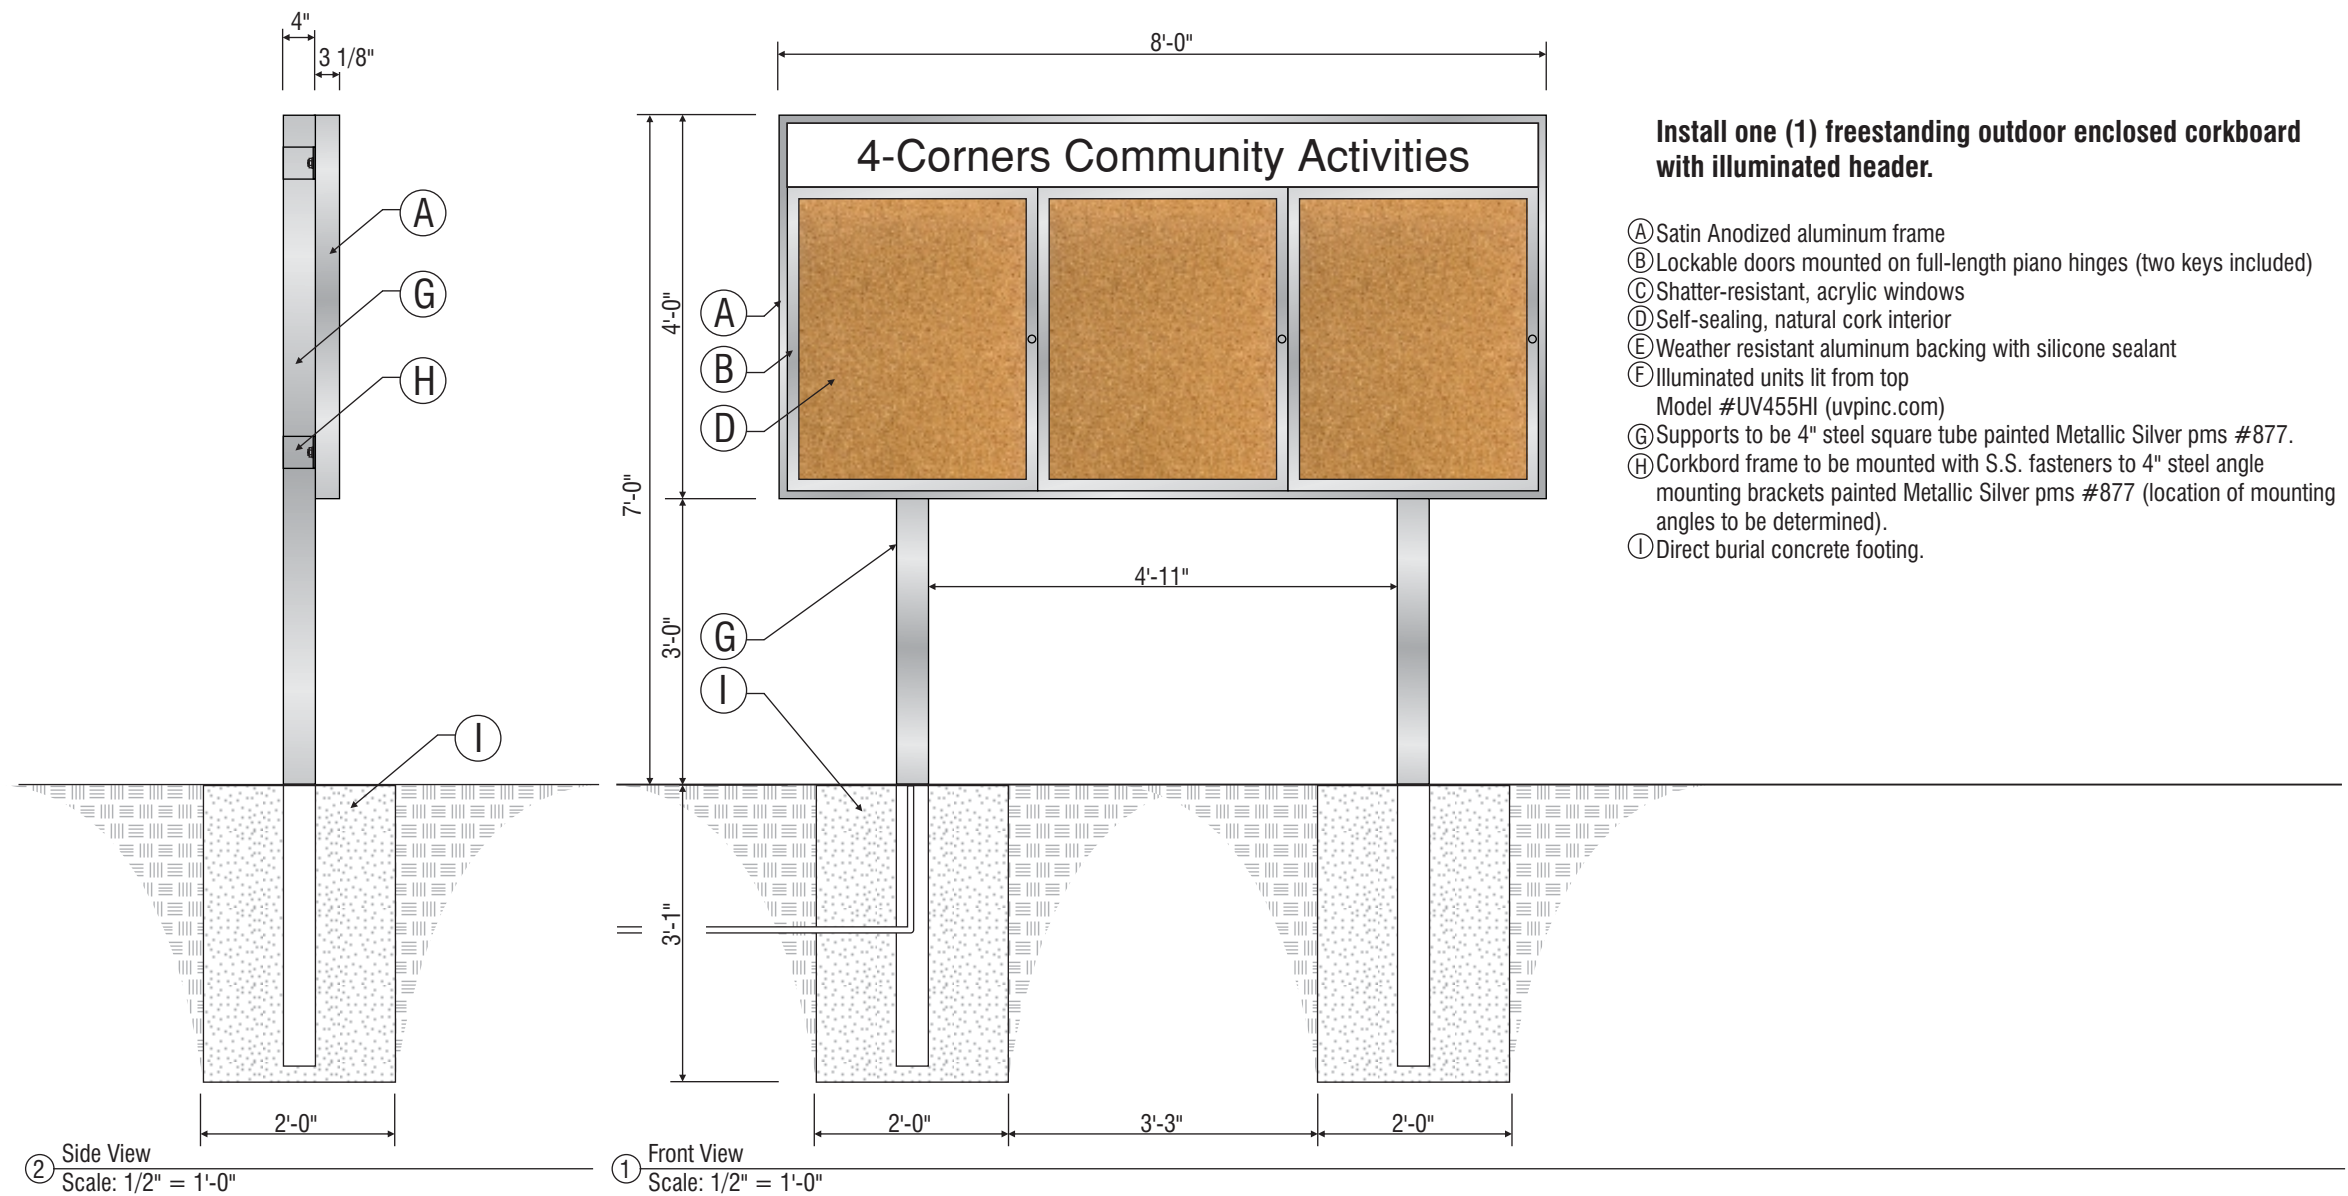 4"
3 1/8"
A
G
H
I
2'-0"
2
Side View
Scale: 1/2" = 1'-0"
8'-0"
4-Corners Community Activities
7'-0"
4'-0"
3'-0"
3'-1"
A
B
D
G
I
4'-11"
2'-0"
3'-3"
2'-0"
1
Front View
Scale: 1/2" = 1'-0"
Install one (1) freestanding outdoor enclosed corkboard
with illuminated header.
A Satin Anodized aluminum frame
B Lockable doors mounted on full-length piano hinges (two keys included)
C Shatter-resistant, acrylic windows
D Self-sealing, natural cork interior
E Weather resistant aluminum backing with silicone sealant
F Illuminated units lit from top
Model #UV455HI (uvpinc.com)
G Supports to be 4" steel square tube painted Metallic Silver pms #877.
H Corkbord frame to be mounted with S.S. fasteners to 4" steel angle
mounting brackets painted Metallic Silver pms #877 (location of mounting
angles to be determined).
I Direct burial concrete footing.